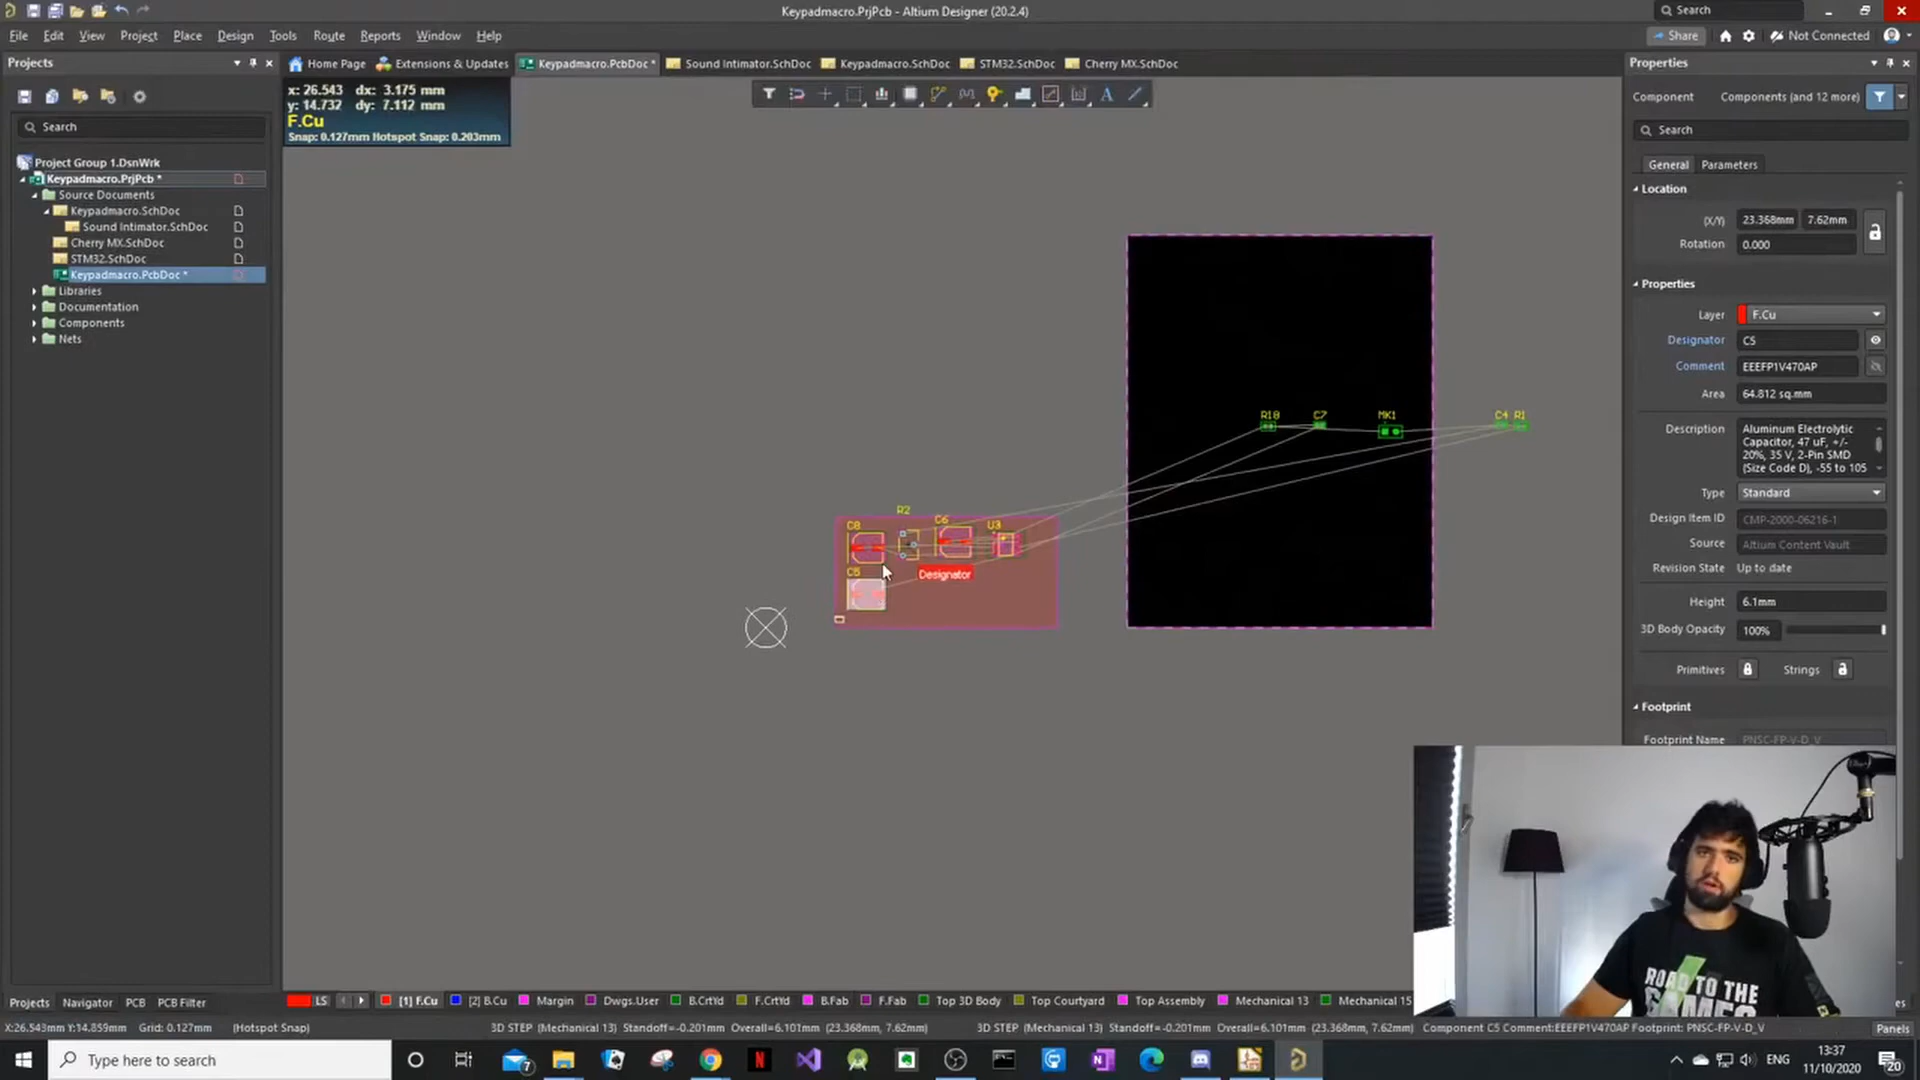 Keypadmacro.PrjPcb - Altium Designer (20.2.4)
Search
File Edit View Project Place Design Tools Route Reports Window Help
Share
Not Connected
Projects
Home Page
Extensions & Updates
Keypadmacro.PcbDoc *
Sound Intimator.SchDoc
Keypadmacro.SchDoc
STM32.SchDoc
Cherry MX.SchDoc
Properties
x: 26.543 dx: 3.175 mm
y: 14.732 dy: 7.112 mm
F.Cu
Snap: 0.127mm Hotspot Snap: 0.203mm
Component Components (and 12 more)
Search
Search
Project Group 1.DsnWrk
Keypadmacro.PrjPcb *
Source Documents
Keypadmacro.SchDoc
Sound Intimator.SchDoc
Cherry MX.SchDoc
STM32.SchDoc
Keypadmacro.PcbDoc *
Libraries
Documentation
Components
Nets
General Parameters
Location
(X/Y) 23.368mm 7.62mm
Rotation 0.000
Properties
Layer F.Cu
Designator C5
Comment EEEFP1V470AP
Area 64.812 sq.mm
Description Aluminum Electrolytic
Capacitor, 47 uF, +/-
20%, 35 V, 2-Pin SMD
(Size Code D), -55 to 105
Type Standard
Design Item ID CMP-2000-06216-1
Source Altium Content Vault
Revision State Up to date
Height 6.1mm
3D Body Opacity 100%
Primitives Strings
Footprint
Footprint Name PNSC-FP-V-D_V
R10 C7 MK1 C4 R1
R2
C8 C6 U3
C5
Designator
ROAD TO THE
GAMES
Projects Navigator PCB PCB Filter
LS [1] F.Cu [2] B.Cu Margin Dwgs.User B.CrtYd F.CrtYd B.Fab F.Fab Top 3D Body Top Courtyard Top Assembly Mechanical 13 Mechanical 15
X:26.543mm Y:14.859mm Grid: 0.127mm (Hotspot Snap) 3D STEP (Mechanical 13) Standoff=-0.201mm Overall=6.101mm (23.368mm, 7.62mm) 3D STEP (Mechanical 13) Standoff=-0.201mm Overall=6.101mm (23.368mm, 7.62mm) Component C5 Comment:EEEFP1V470AP Footprint: PNSC-FP-V-D_V
Panels
Type here to search
7
ENG
13:37
11/10/2020
20